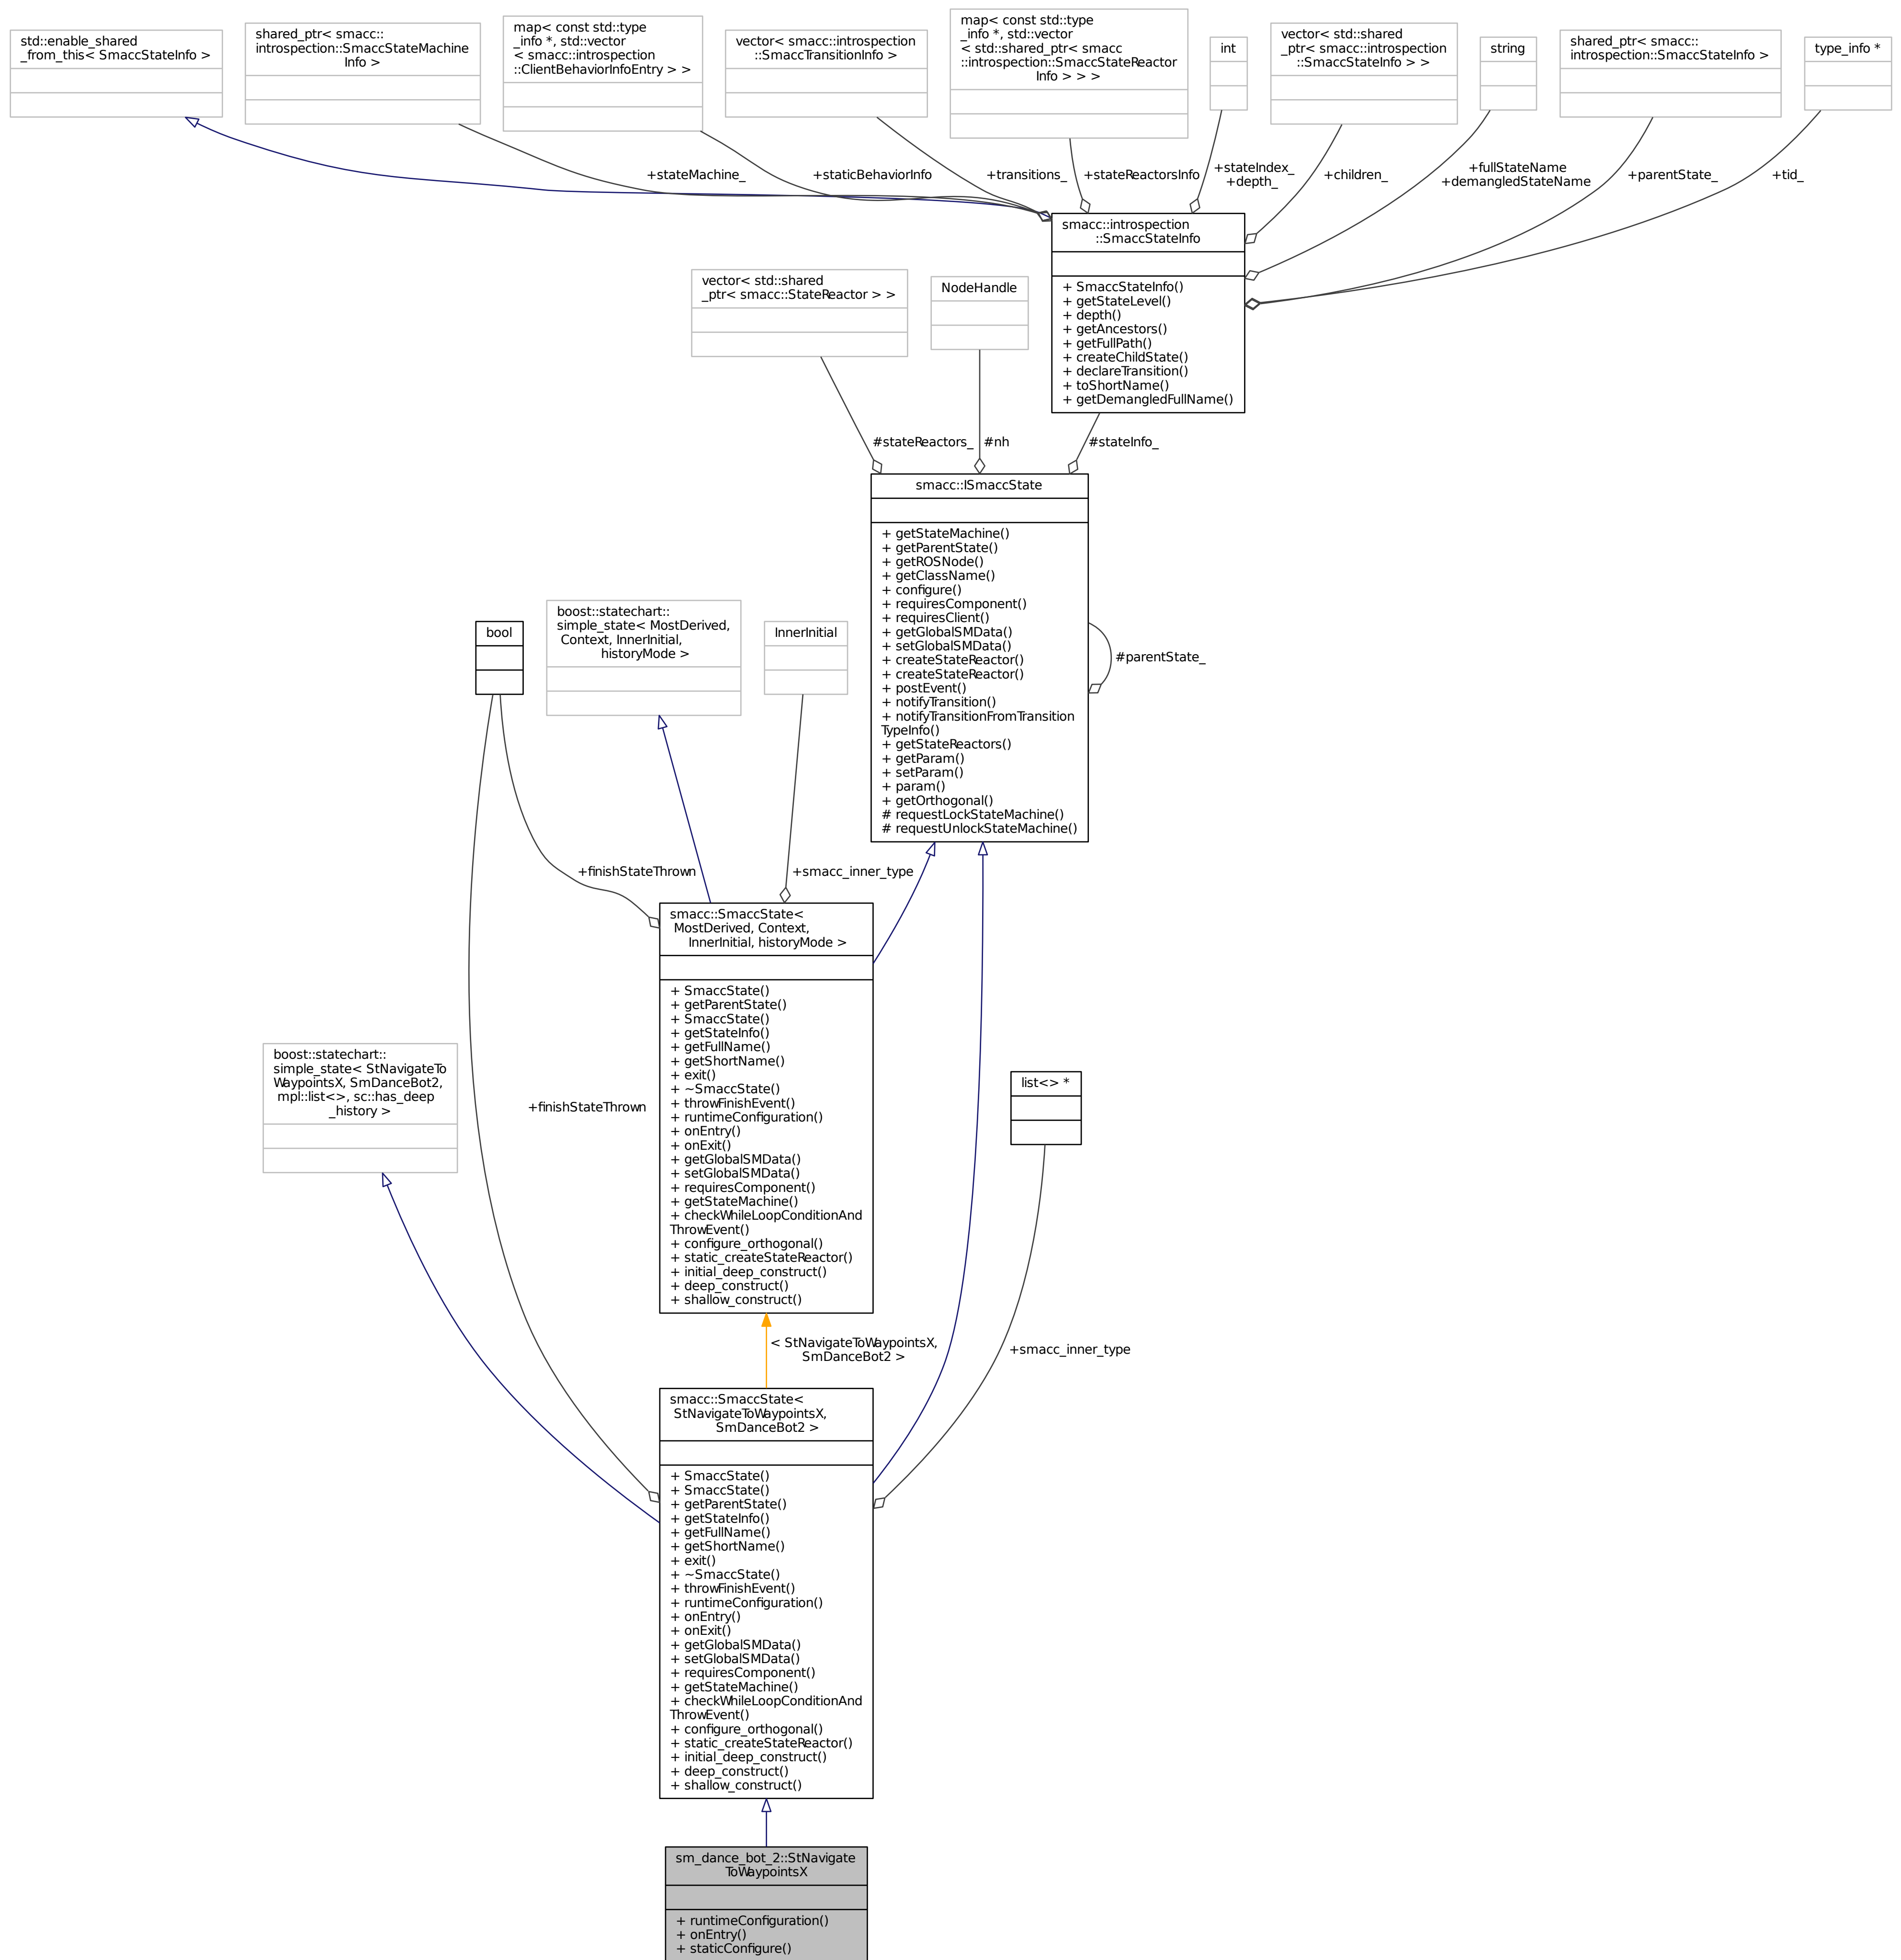 std::enable_shared
_from_this< SmaccStateInfo >
shared_ptr< smacc::
introspection::SmaccStateMachine
Info >
map< const std::type
_info *, std::vector
< smacc::introspection
::ClientBehaviorInfoEntry > >
vector< smacc::introspection
::SmaccTransitionInfo >
map< const std::type
_info *, std::vector
< std::shared_ptr< smacc
::introspection::SmaccStateReactor
Info > > >
int
vector< std::shared
_ptr< smacc::introspection
::SmaccStateInfo > >
string
shared_ptr< smacc::
introspection::SmaccStateInfo >
type_info *
+stateMachine_
+staticBehaviorInfo
+transitions_
+stateReactorsInfo
+stateIndex_
+depth_
+children_
+fullStateName
+demangledStateName
+parentState_
+tid_
smacc::introspection
::SmaccStateInfo
+ SmaccStateInfo()
+ getStateLevel()
+ depth()
+ getAncestors()
+ getFullPath()
+ createChildState()
+ declareTransition()
+ toShortName()
+ getDemangledFullName()
vector< std::shared
_ptr< smacc::StateReactor > >
NodeHandle
#stateReactors_
#nh
#stateInfo_
smacc::ISmaccState
+ getStateMachine()
+ getParentState()
+ getROSNode()
+ getClassName()
+ configure()
+ requiresComponent()
+ requiresClient()
+ getGlobalSMData()
+ setGlobalSMData()
+ createStateReactor()
+ createStateReactor()
+ postEvent()
+ notifyTransition()
+ notifyTransitionFromTransition
TypeInfo()
+ getStateReactors()
+ getParam()
+ setParam()
+ param()
+ getOrthogonal()
# requestLockStateMachine()
# requestUnlockStateMachine()
#parentState_
bool
boost::statechart::
simple_state< MostDerived,
Context, InnerInitial,
historyMode >
InnerInitial
+finishStateThrown
+smacc_inner_type
smacc::SmaccState<
MostDerived, Context,
InnerInitial, historyMode >
+ SmaccState()
+ getParentState()
+ SmaccState()
+ getStateInfo()
+ getFullName()
+ getShortName()
+ exit()
+ ~SmaccState()
+ throwFinishEvent()
+ runtimeConfiguration()
+ onEntry()
+ onExit()
+ getGlobalSMData()
+ setGlobalSMData()
+ requiresComponent()
+ getStateMachine()
+ checkWhileLoopConditionAnd
ThrowEvent()
+ configure_orthogonal()
+ static_createStateReactor()
+ initial_deep_construct()
+ deep_construct()
+ shallow_construct()
boost::statechart::
simple_state< StNavigateTo
WaypointsX, SmDanceBot2,
mpl::list<>, sc::has_deep
_history >
+finishStateThrown
list<> *
< StNavigateToWaypointsX,
SmDanceBot2 >
+smacc_inner_type
smacc::SmaccState<
StNavigateToWaypointsX,
SmDanceBot2 >
+ SmaccState()
+ SmaccState()
+ getParentState()
+ getStateInfo()
+ getFullName()
+ getShortName()
+ exit()
+ ~SmaccState()
+ throwFinishEvent()
+ runtimeConfiguration()
+ onEntry()
+ onExit()
+ getGlobalSMData()
+ setGlobalSMData()
+ requiresComponent()
+ getStateMachine()
+ checkWhileLoopConditionAnd
ThrowEvent()
+ configure_orthogonal()
+ static_createStateReactor()
+ initial_deep_construct()
+ deep_construct()
+ shallow_construct()
sm_dance_bot_2::StNavigate
ToWaypointsX
+ runtimeConfiguration()
+ onEntry()
+ staticConfigure()